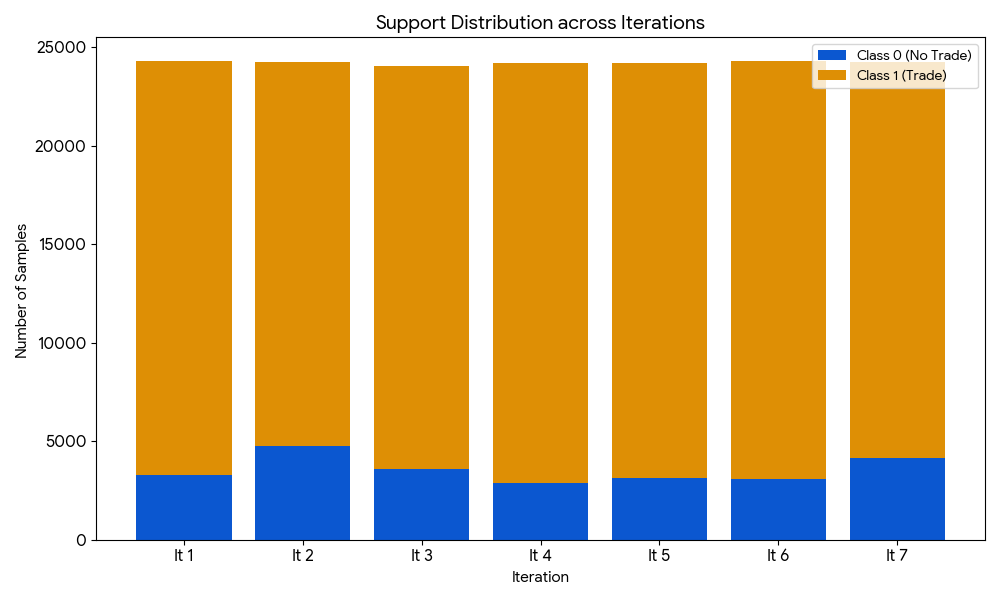 Support Distribution across Iterations
Class 0 (No Trade)
Class 1 (Trade)
25000
20000
15000
10000
5000
0
Number of Samples
It 1
It 2
It 3
It 4
It 5
It 6
It 7
Iteration